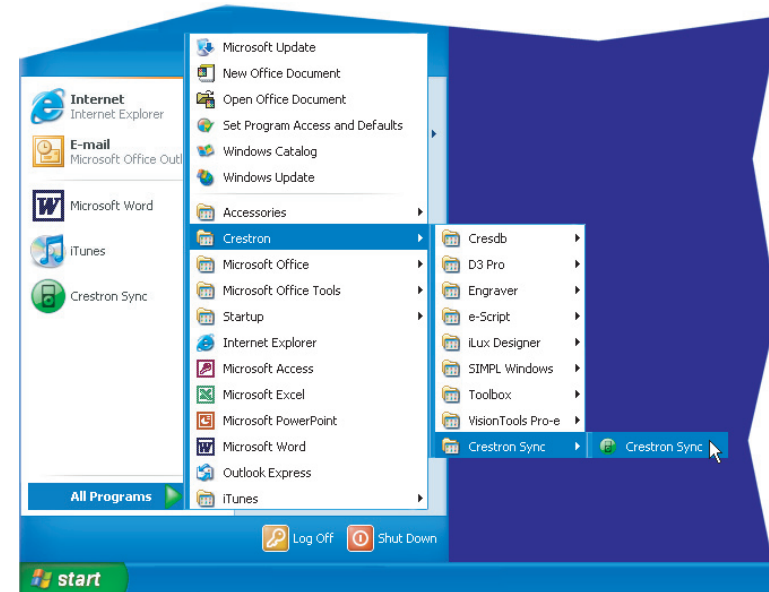 Internet
Internet Explorer
E-mail
Microsoft Office Outl
Microsoft Word
iTunes
Crestron Sync
All Programs
Microsoft Update
New Office Document
Open Office Document
Set Program Access and Defaults
Windows Catalog
Windows Update
Accessories
Crestron
Microsoft Office
Microsoft Office Tools
Startup
Internet Explorer
Microsoft Access
Microsoft Excel
Microsoft PowerPoint
Microsoft Word
Outlook Express
iTunes
Cresdb
D3 Pro
Engraver
e-Script
iLux Designer
SIMPL Windows
Toolbox
VisionTools Pro-e
Crestron Sync
Crestron Sync
Log Off
Shut Down
start